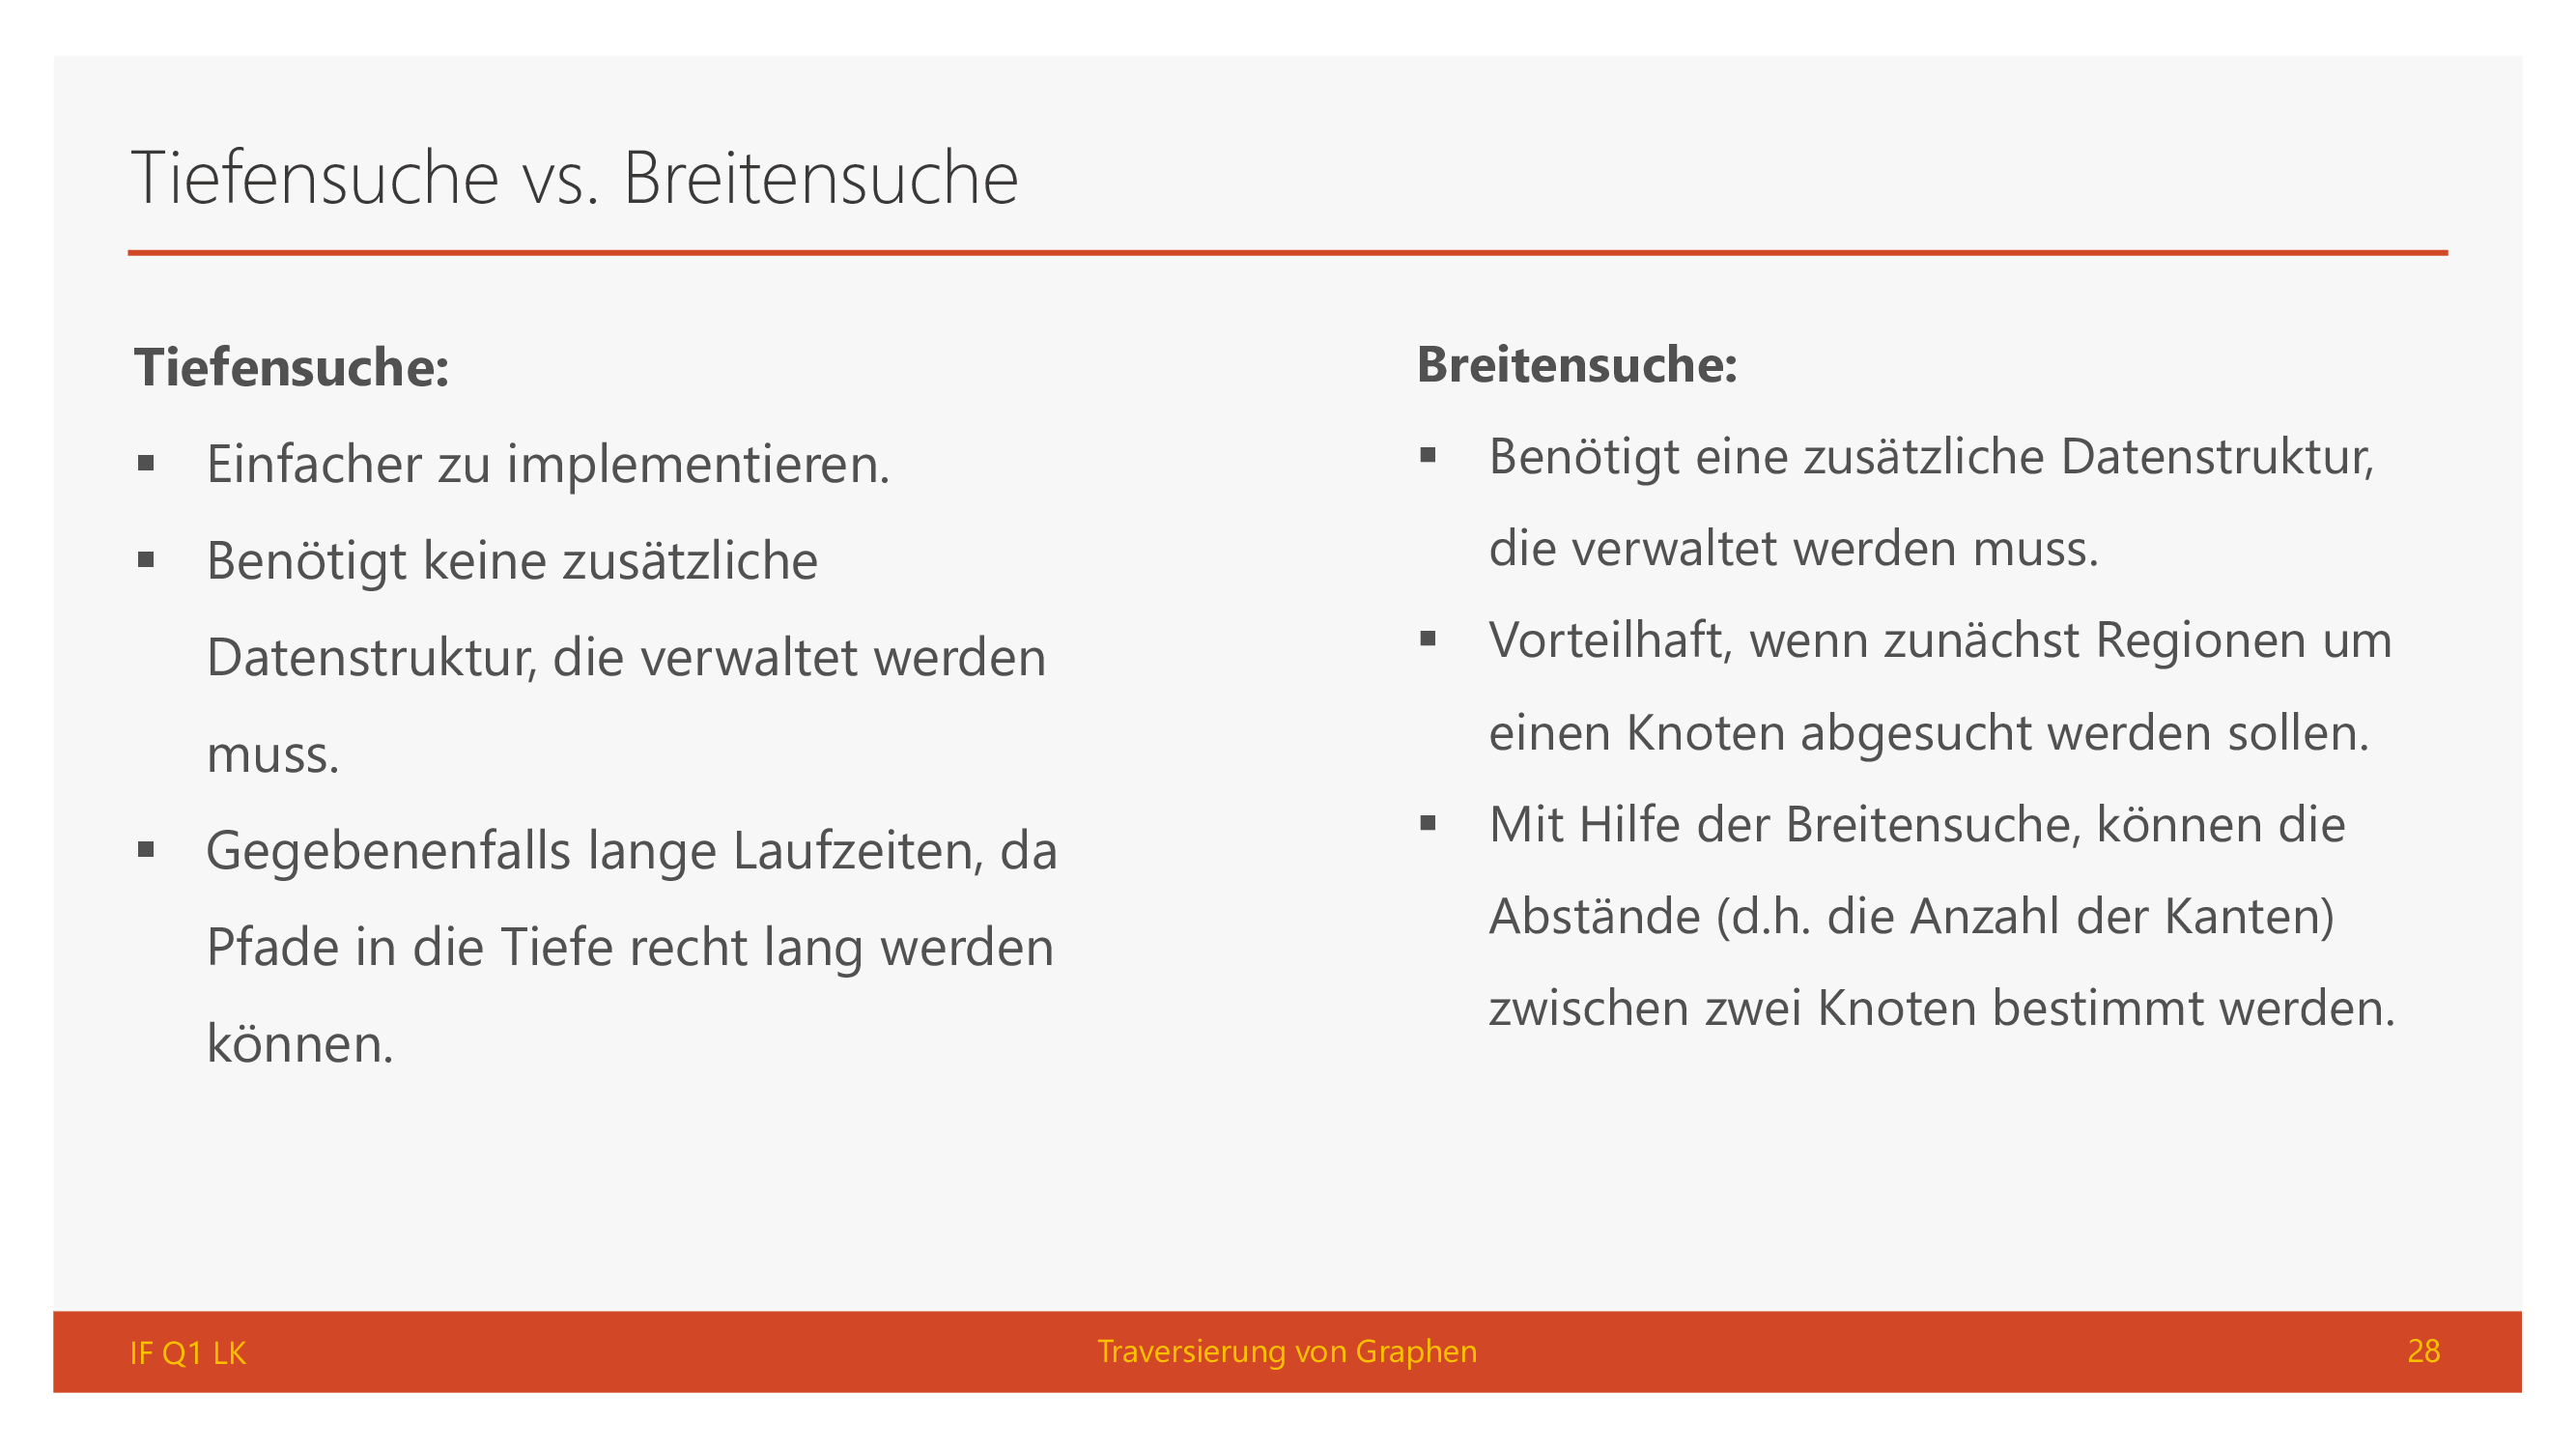 Tiefensuche vs. Breitensuche
Tiefensuche:
▪ Einfacher zu implementieren.
▪ Benötigt keine zusätzliche
Datenstruktur, die verwaltet werden
muss.
▪ Gegebenenfalls lange Laufzeiten, da
Pfade in die Tiefe recht lang werden
können.
Breitensuche:
▪ Benötigt eine zusätzliche Datenstruktur,
die verwaltet werden muss.
▪ Vorteilhaft, wenn zunächst Regionen um
einen Knoten abgesucht werden sollen.
▪ Mit Hilfe der Breitensuche, können die
Abstände (d.h. die Anzahl der Kanten)
zwischen zwei Knoten bestimmt werden.
IF Q1 LK
Traversierung von Graphen
28